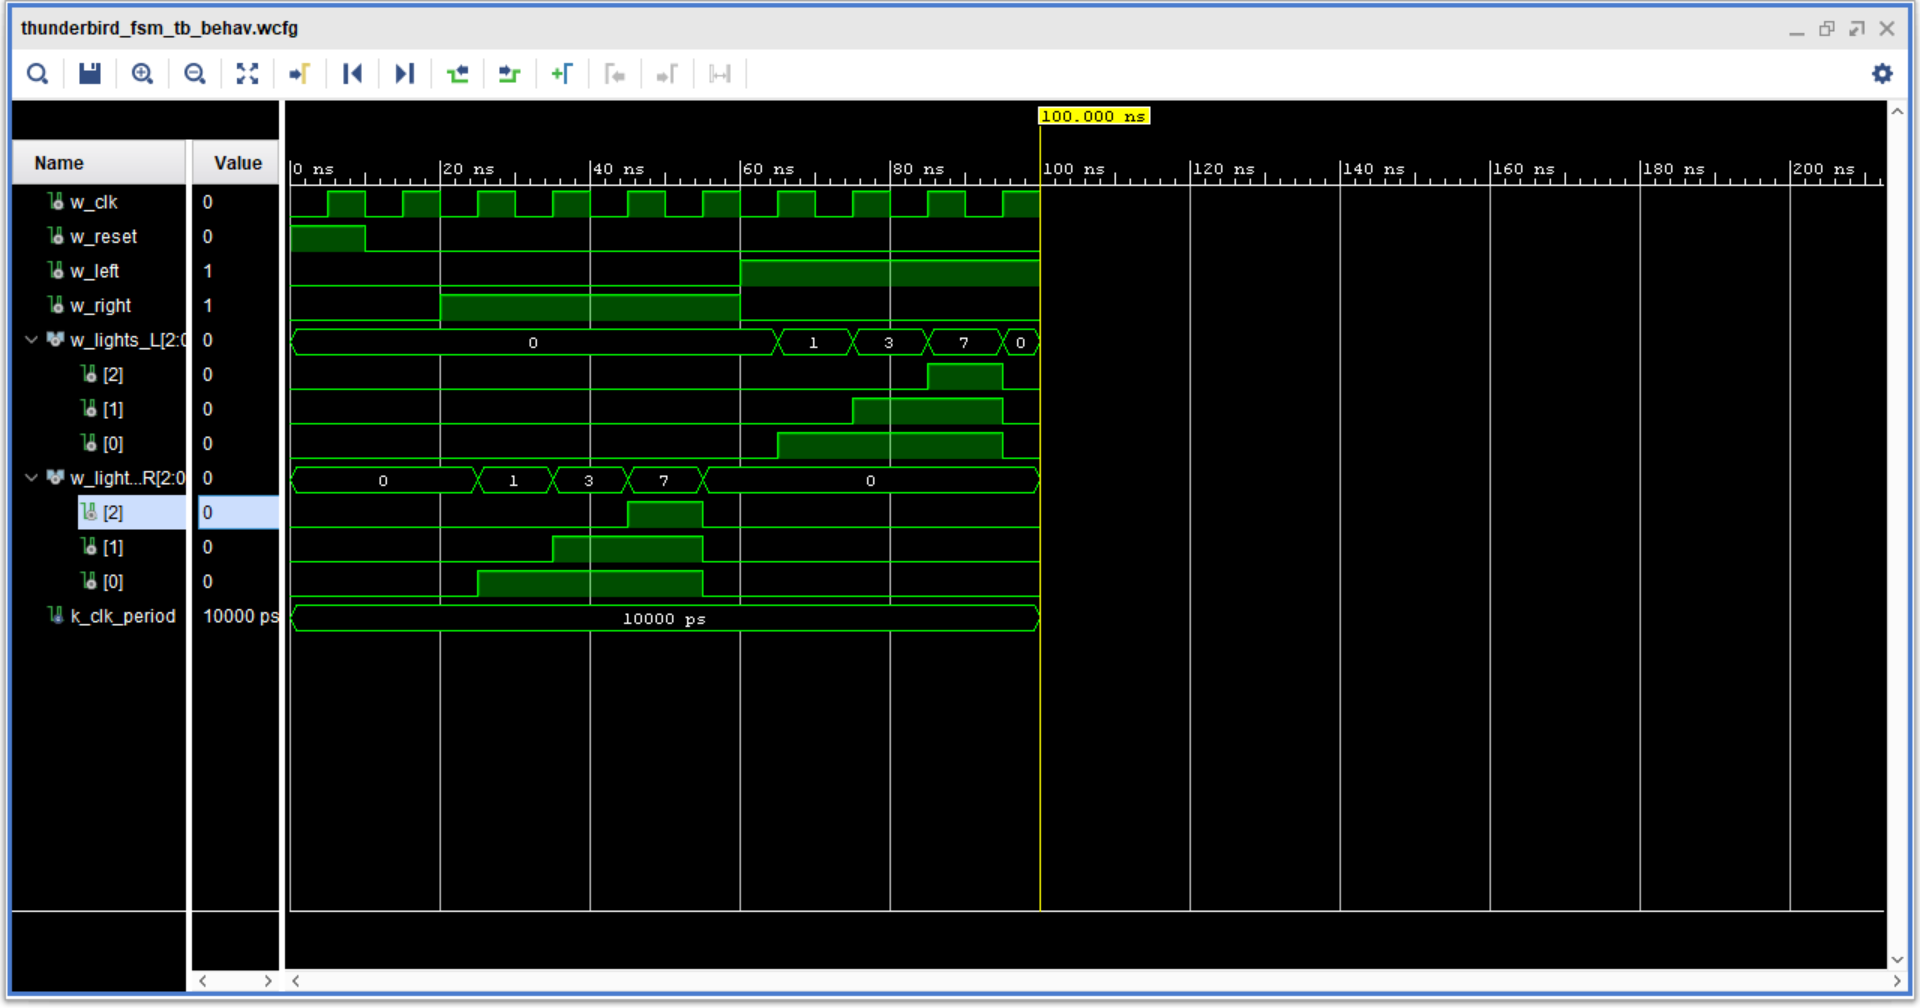 thunderbird_fsm_tb_behav.wcfg
100.000 ns
Name Value
0 ns 20 ns 40 ns 60 ns 80 ns 100 ns 120 ns 140 ns 160 ns 180 ns 200 ns
w_clk 0
w_reset 0
w_left 1
w_right 1
w_lights_L[2:0 0 0 1 3 7 0
[2] 0
[1] 0
[0] 0
w_light...R[2:0 0 0 1 3 7 0
[2] 0
[1] 0
[0] 0
k_clk_period 10000 ps 10000 ps